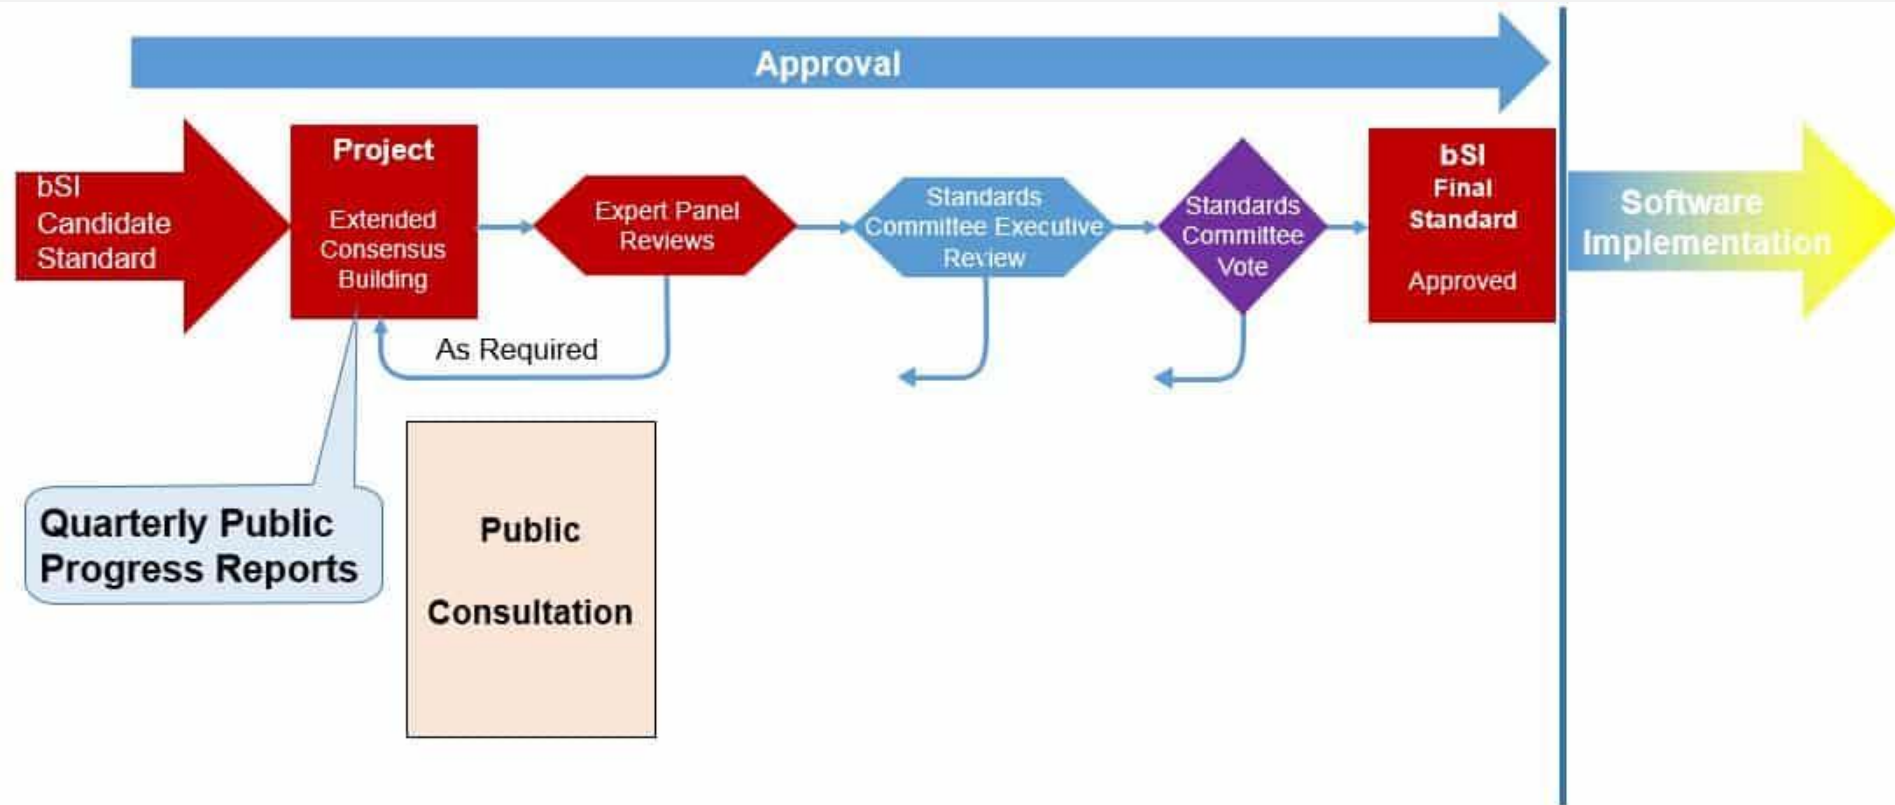 Approval
bSI
Candidate
Standard
Project
Extended
Consensus
Building
Expert Panel
Reviews
Standards
Committee Executive
Review
Standards
Committee
Vote
bSI
Final
Standard
Approved
Software
Implementation
As Required
Quarterly Public
Progress Reports
Public
Consultation